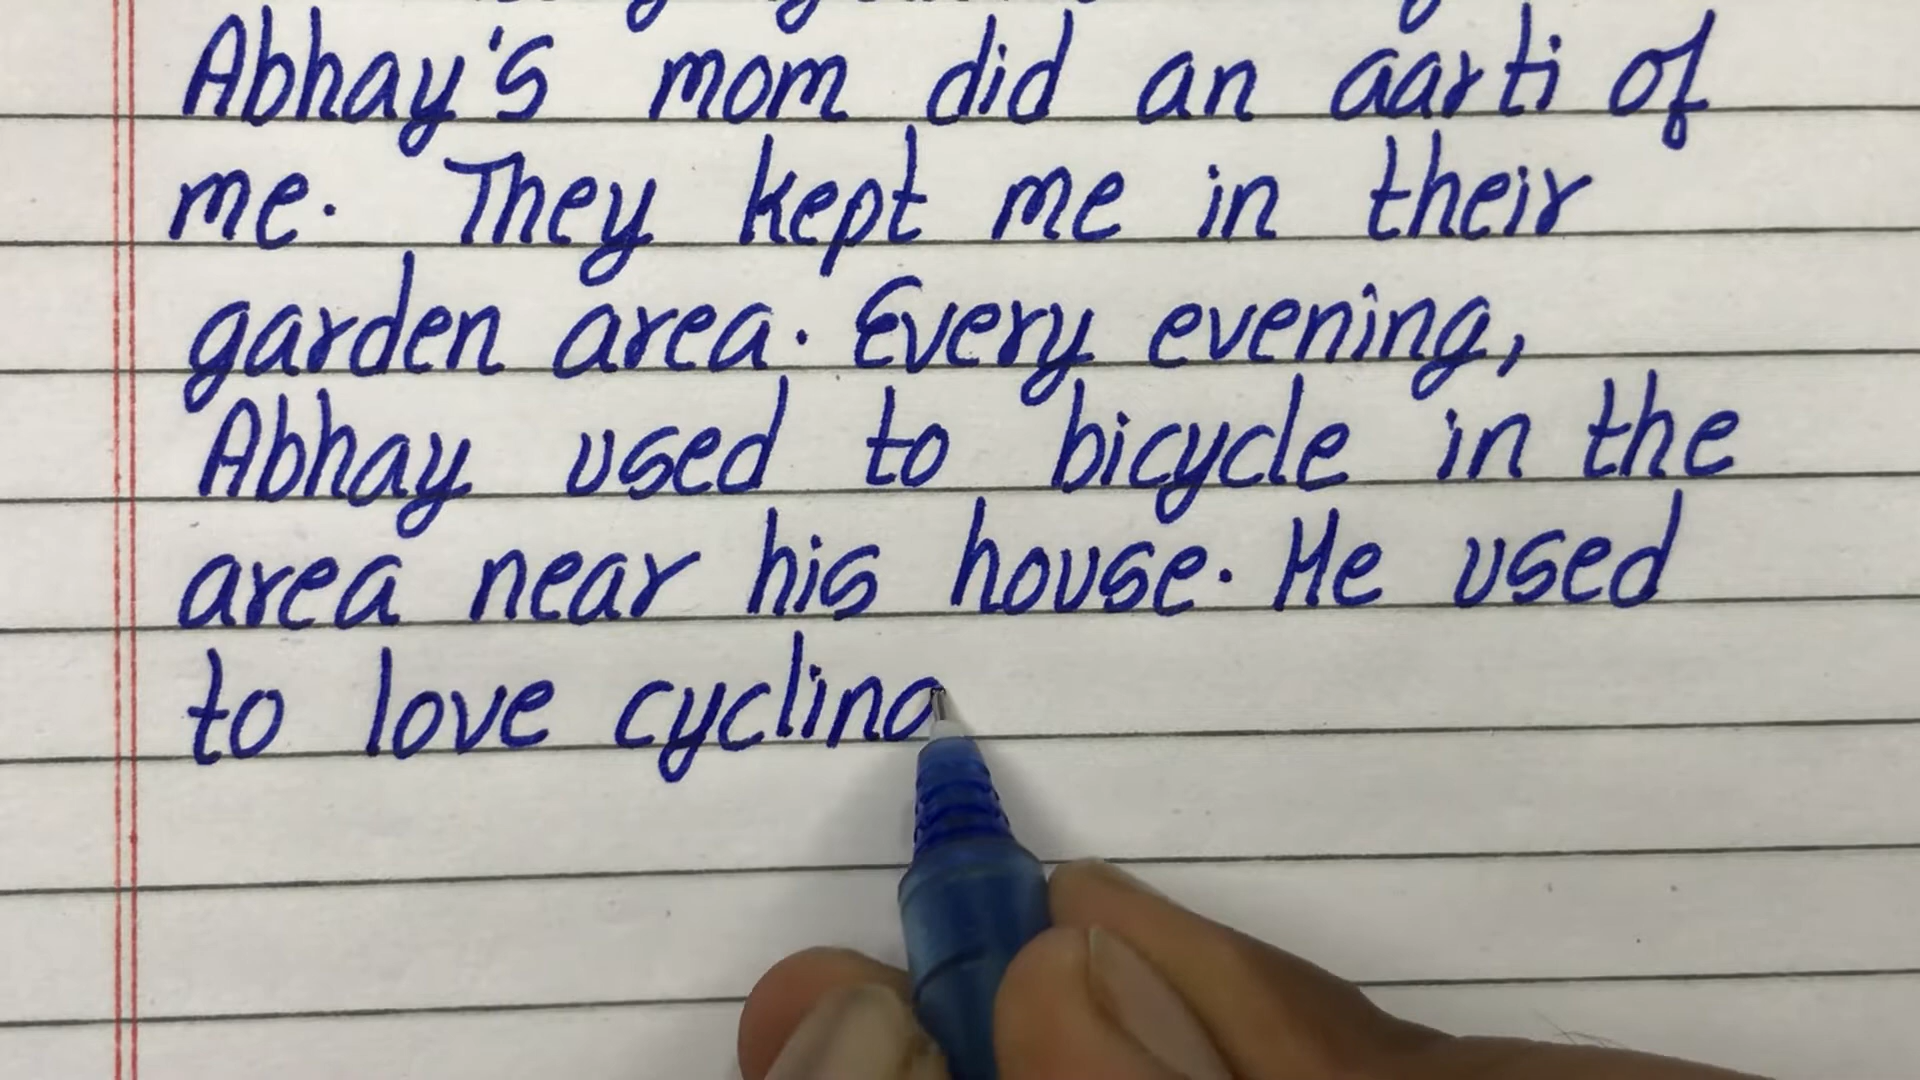 Abhay's mom did an aarti of
me. They kept me in their
garden area. Every evening,
Abhay used to bicycle in the
area near his house. He used
to love cyclin